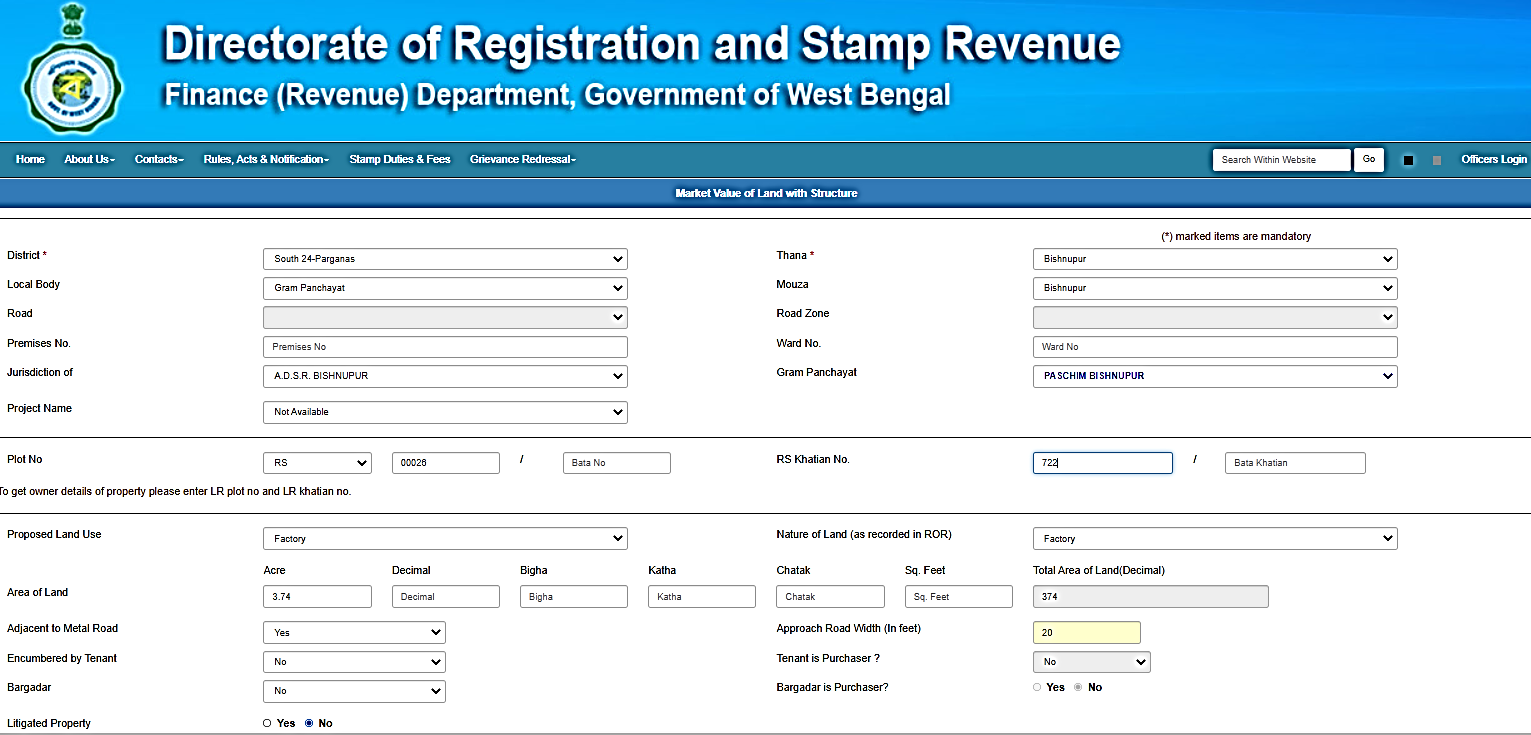 Directorate of Registration and Stamp Revenue
Finance (Revenue) Department, Government of West Bengal
Home About Us Contacts Rules, Acts & Notification Stamp Duties & Fees Grievance Redressal Search Within Website Go Officers Login
Market Value of Land with Structure
(*) marked items are mandatory
District * South 24-Parganas Thana * Bishnupur
Local Body Gram Panchayat Mouza Bishnupur
Road Road Zone
Premises No. Premises No Ward No. Ward No
Jurisdiction of A.D.S.R. BISHNUPUR Gram Panchayat PASCHIM BISHNUPUR
Project Name Not Available
Plot No RS 00026 / Bata No RS Khatian No. 722 / Bata Khatian
To get owner details of property please enter LR plot no and LR khatian no.
Proposed Land Use Factory Nature of Land (as recorded in ROR) Factory
Acre Decimal Bigha Katha Chatak Sq. Feet Total Area of Land(Decimal)
Area of Land 3.74 Decimal Bigha Katha Chatak Sq. Feet 374
Adjacent to Metal Road Yes Approach Road Width (In feet) 20
Encumbered by Tenant No Tenant is Purchaser ? No
Bargadar No Bargadar is Purchaser? Yes No
Litigated Property Yes No